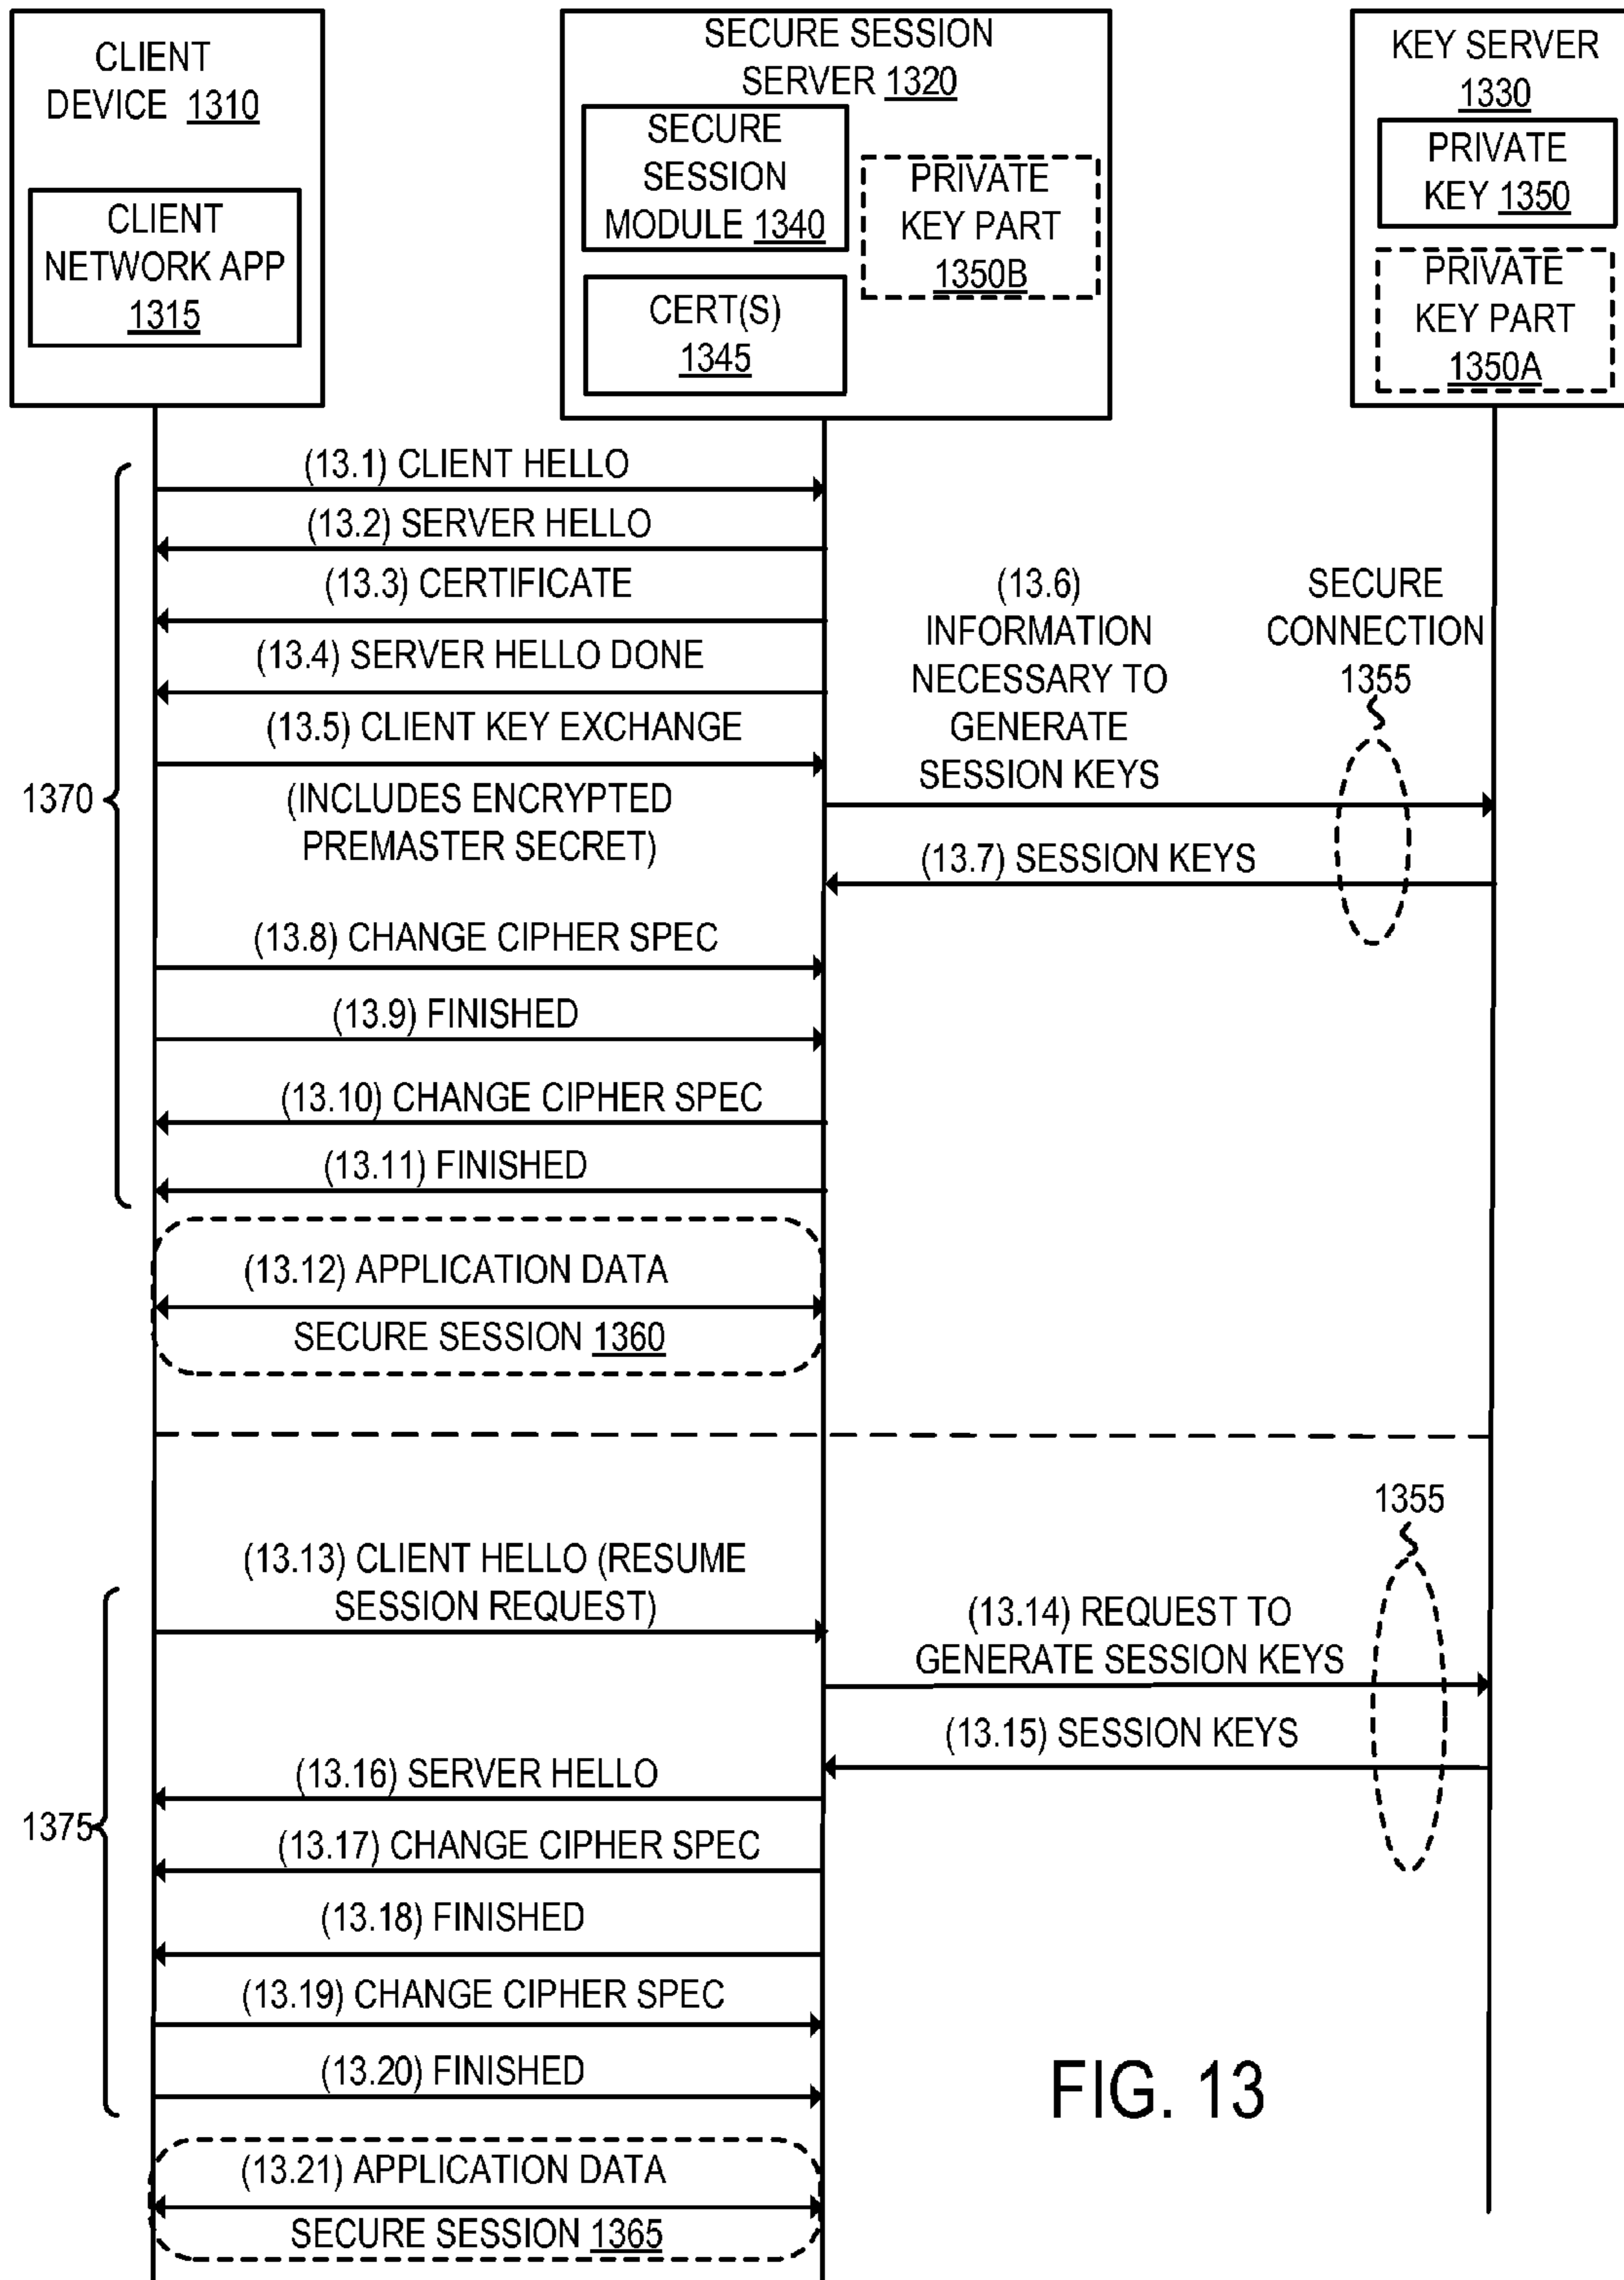 CLIENT
DEVICE 1310
CLIENT
NETWORK APP
1315
SECURE SESSION
SERVER 1320
SECURE
SESSION
MODULE 1340
CERT(S)
1345
PRIVATE
KEY PART
1350B
KEY SERVER
1330
PRIVATE
KEY 1350
PRIVATE
KEY PART
1350A
1370
(13.1) CLIENT HELLO
(13.2) SERVER HELLO
(13.3) CERTIFICATE
(13.4) SERVER HELLO DONE
(13.5) CLIENT KEY EXCHANGE
(INCLUDES ENCRYPTED
PREMASTER SECRET)
(13.6)
INFORMATION
NECESSARY TO
GENERATE
SESSION KEYS
SECURE
CONNECTION
1355
(13.7) SESSION KEYS
(13.8) CHANGE CIPHER SPEC
(13.9) FINISHED
(13.10) CHANGE CIPHER SPEC
(13.11) FINISHED
(13.12) APPLICATION DATA
SECURE SESSION 1360
1375
(13.13) CLIENT HELLO (RESUME
SESSION REQUEST)
1355
(13.14) REQUEST TO
GENERATE SESSION KEYS
(13.15) SESSION KEYS
(13.16) SERVER HELLO
(13.17) CHANGE CIPHER SPEC
(13.18) FINISHED
(13.19) CHANGE CIPHER SPEC
(13.20) FINISHED
(13.21) APPLICATION DATA
SECURE SESSION 1365
FIG. 13